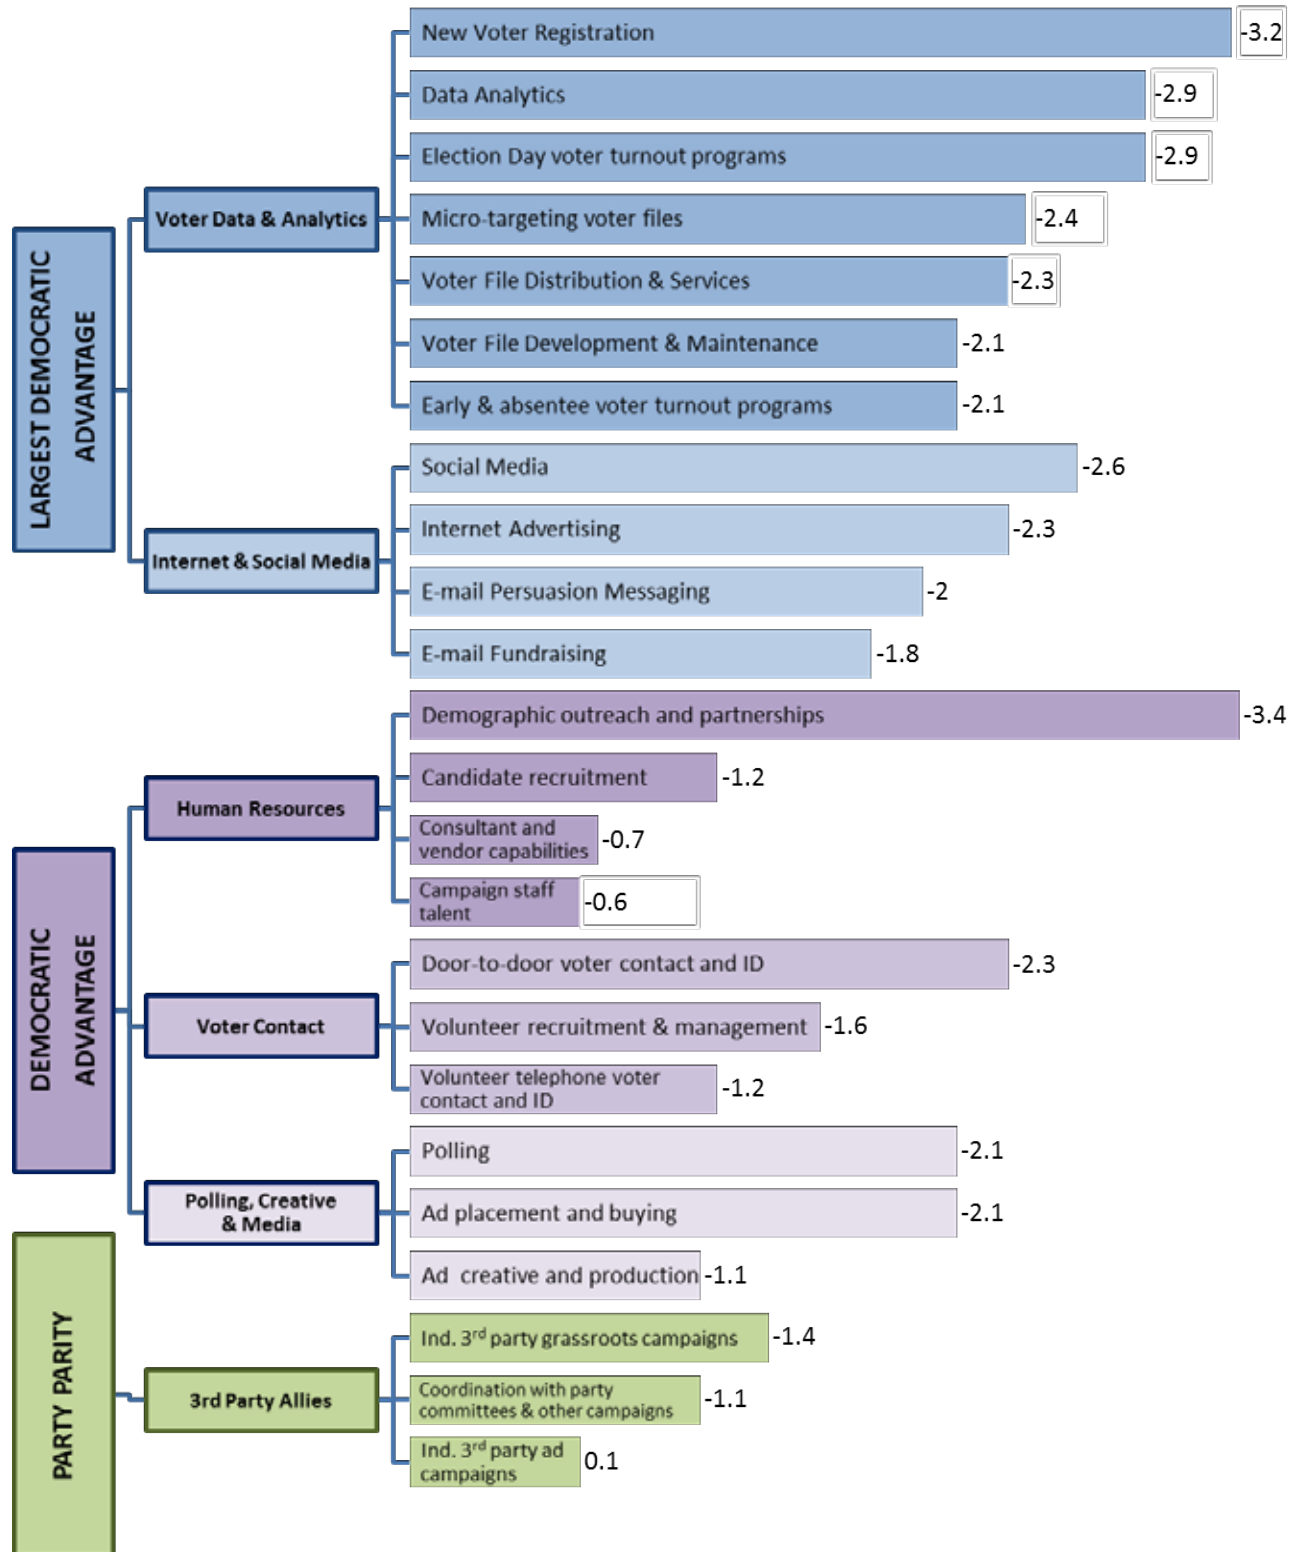 LARGEST DEMOCRATIC
ADVANTAGE
Voter Data & Analytics
New Voter Registration
-3.2
Data Analytics
-2.9
Election Day voter turnout programs
-2.9
Micro-targeting voter files
-2.4
Voter File Distribution & Services
-2.3
Voter File Development & Maintenance
-2.1
Early & absentee voter turnout programs
-2.1
Internet & Social Media
Social Media
-2.6
Internet Advertising
-2.3
E-mail Persuasion Messaging
-2
E-mail Fundraising
-1.8
DEMOCRATIC
ADVANTAGE
Human Resources
Demographic outreach and partnerships
-3.4
Candidate recruitment
-1.2
Consultant and
vendor capabilities
-0.7
Campaign staff
talent
-0.6
Voter Contact
Door-to-door voter contact and ID
-2.3
Volunteer recruitment & management
-1.6
Volunteer telephone voter
contact and ID
-1.2
Polling, Creative
& Media
Polling
-2.1
Ad placement and buying
-2.1
Ad creative and production
-1.1
PARTY PARITY
3rd Party Allies
Ind. 3rd party grassroots campaigns
-1.4
Coordination with party
committees & other campaigns
-1.1
Ind. 3rd party ad
campaigns
0.1